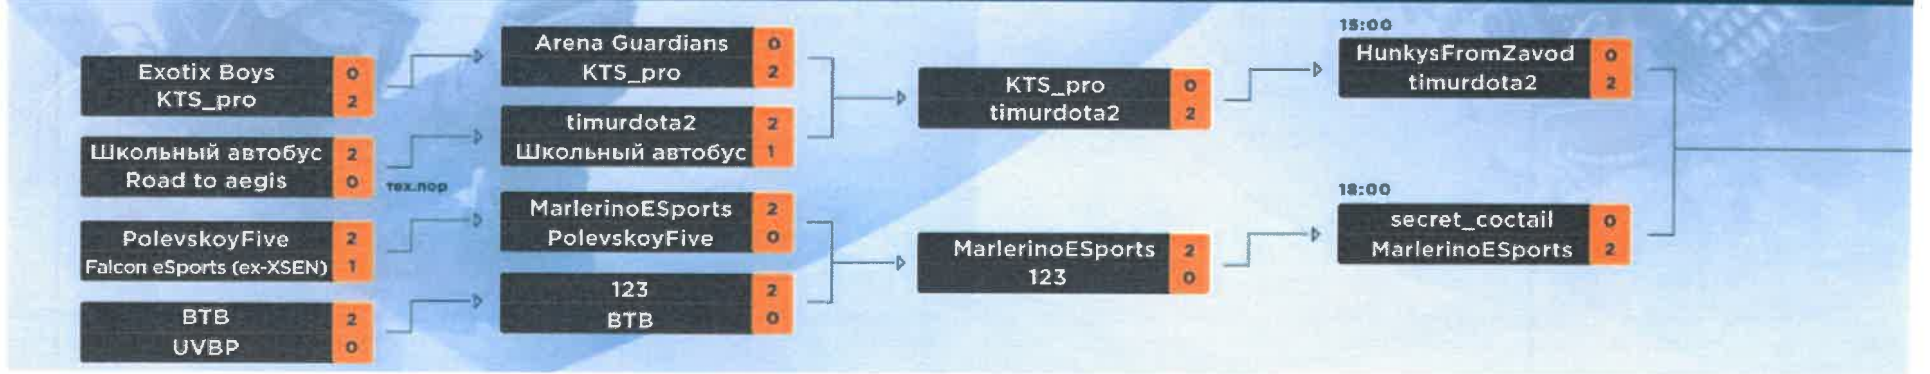 Exotix Boys 0
KTS_pro 2
Школьный автобус 2
Road to aegis 0
тех.пор
PolevskoyFive 2
Falcon eSports (ex-XSEN) 1
BTB 2
UVBP 0
Arena Guardians 0
KTS_pro 2
timurdota2 2
Школьный автобус 1
MarlerinoESports 2
PolevskoyFive 0
123 2
BTB 0
KTS_pro 0
timurdota2 2
MarlerinoESports 2
123 0
15:00
HunkysFromZavod 0
timurdota2 2
18:00
secret_coctail 0
MarlerinoESports 2